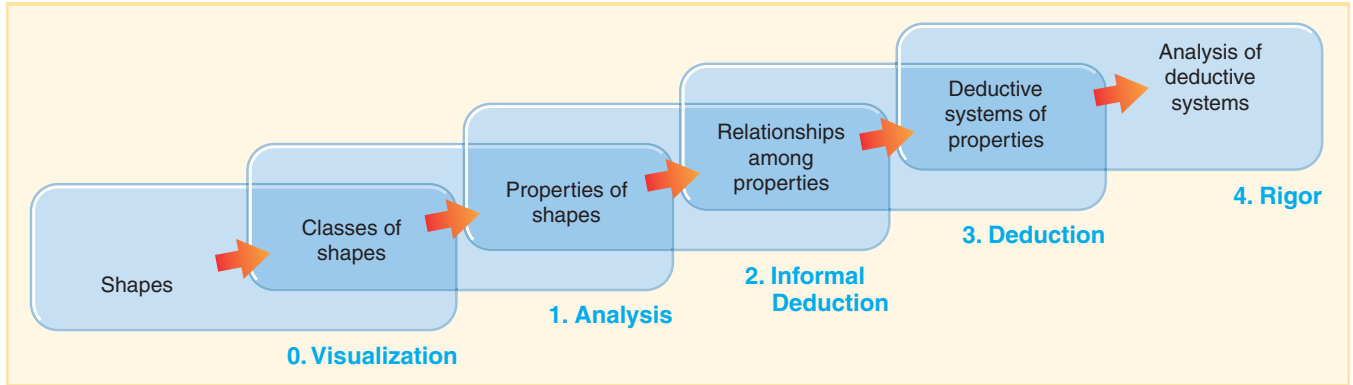 Shapes
Classes of
shapes
Properties of
shapes
Relationships
among
properties
Deductive
systems of
properties
Analysis of
deductive
systems
0. Visualization
1. Analysis
2. Informal
Deduction
3. Deduction
4. Rigor